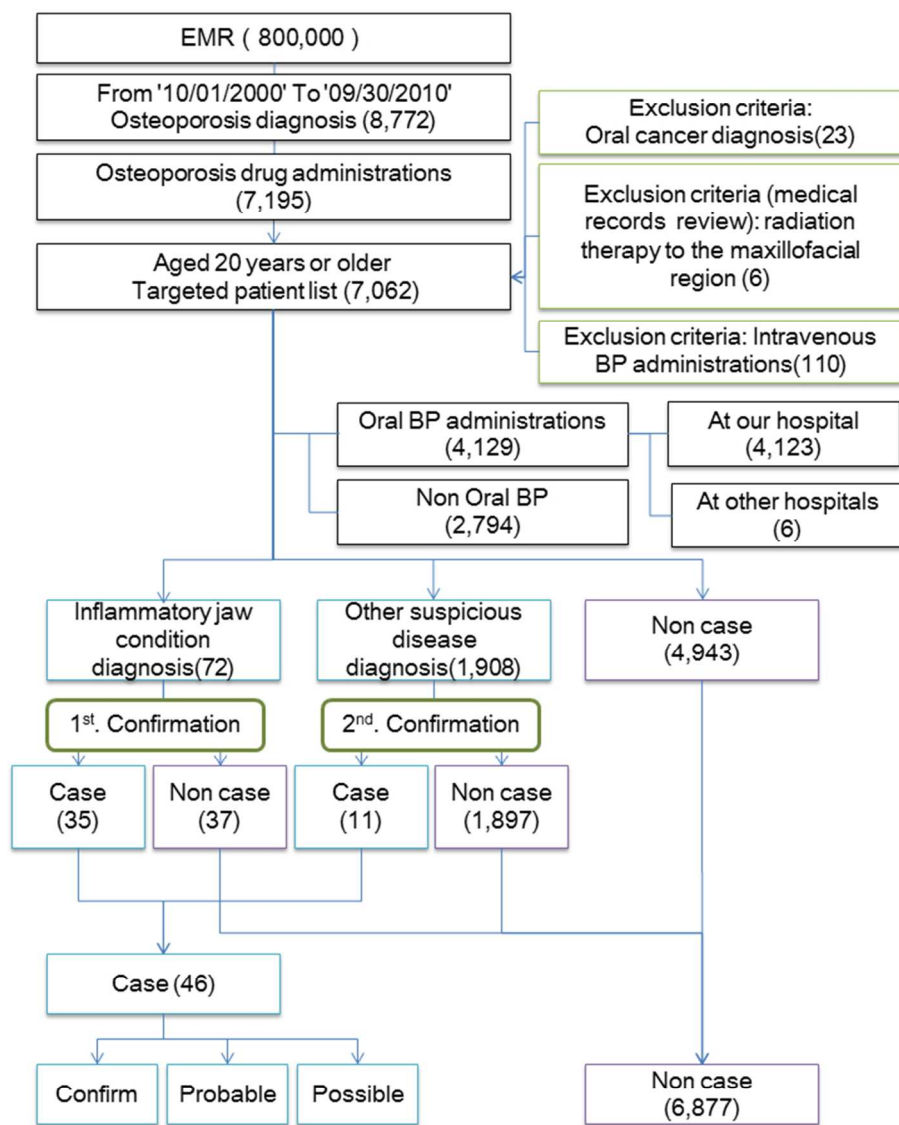 EMR ( 800,000 )
From '10/01/2000' To '09/30/2010'
Osteoporosis diagnosis (8,772)
Osteoporosis drug administrations
(7,195)
Aged 20 years or older
Targeted patient list (7,062)
Exclusion criteria:
Oral cancer diagnosis(23)
Exclusion criteria (medical
records review): radiation
therapy to the maxillofacial
region (6)
Exclusion criteria: Intravenous
BP administrations(110)
Oral BP administrations
(4,129)
At our hospital
(4,123)
Non Oral BP
(2,794)
At other hospitals
(6)
Inflammatory jaw
condition
diagnosis(72)
Other suspicious
disease
diagnosis(1,908)
Non case
(4,943)
1st. Confirmation
2nd. Confirmation
Case
(35)
Non case
(37)
Case
(11)
Non case
(1,897)
Case (46)
Confirm
Probable
Possible
Non case
(6,877)